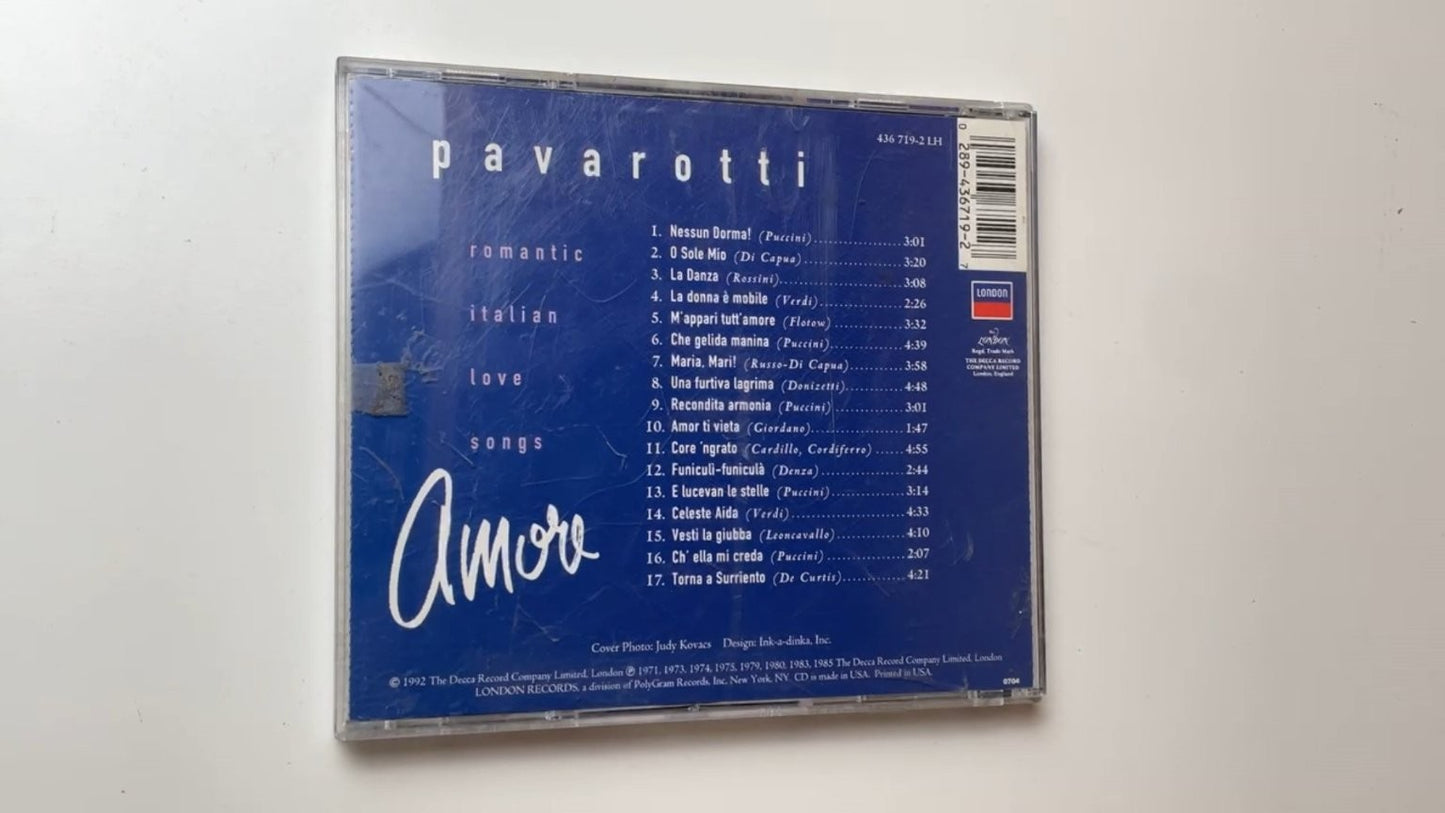 pavarotti
436 719-2 LH
0 289-436719-2 7
romantic
italian
love
songs
Amore
1. Nessun Dorma! (Puccini)..................3:01
2. O Sole Mio (Di Capua)....................3:20
3. La Danza (Rossini).........................3:08
4. La donna è mobile (Verdi).................2:26
5. M'appari tutt'amore (Flotow)...............3:32
6. Che gelida manina (Puccini)................4:39
7. Maria, Mari! (Russo-Di Capua)............3:58
8. Una furtiva lagrima (Donizetti)............4:48
9. Recondita armonia (Puccini)..............3:01
10. Amor ti vieta (Giordano)...................1:47
11. Core 'ngrato (Cardillo, Cordiferro)......4:55
12. Funiculì-funiculà (Denza)..................2:44
13. E lucevan le stelle (Puccini)................3:14
14. Celeste Aida (Verdi)........................4:33
15. Vesti la giubba (Leoncavallo)...............4:10
16. Ch' ella mi creda (Puccini).................2:07
17. Torna a Surriento (De Curtis).............4:21
LONDON
LONDON
Regd. Trade Mark
THE DECCA RECORD
COMPANY LIMITED
London, England
Cover Photo: Judy Kovacs Design: Ink-a-dinka, Inc.
© 1992 The Decca Record Company Limited, London ℗ 1971, 1973, 1974, 1975, 1979, 1980, 1983, 1985 The Decca Record Company Limited, London
LONDON RECORDS, a division of PolyGram Records, Inc. New York, NY. CD is made in USA. Printed in USA.
0704